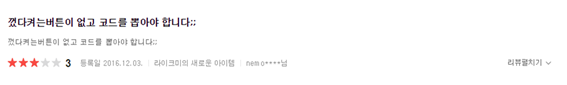 껐다켜는버튼이 없고 코드를 뽑아야 합니다;;
껐다켜는버튼이 없고 코드를 뽑아야 합니다;;
3 등록일 2016.12.03. 라이크미의 새로운 아이템 nemo****님 리뷰펼치기